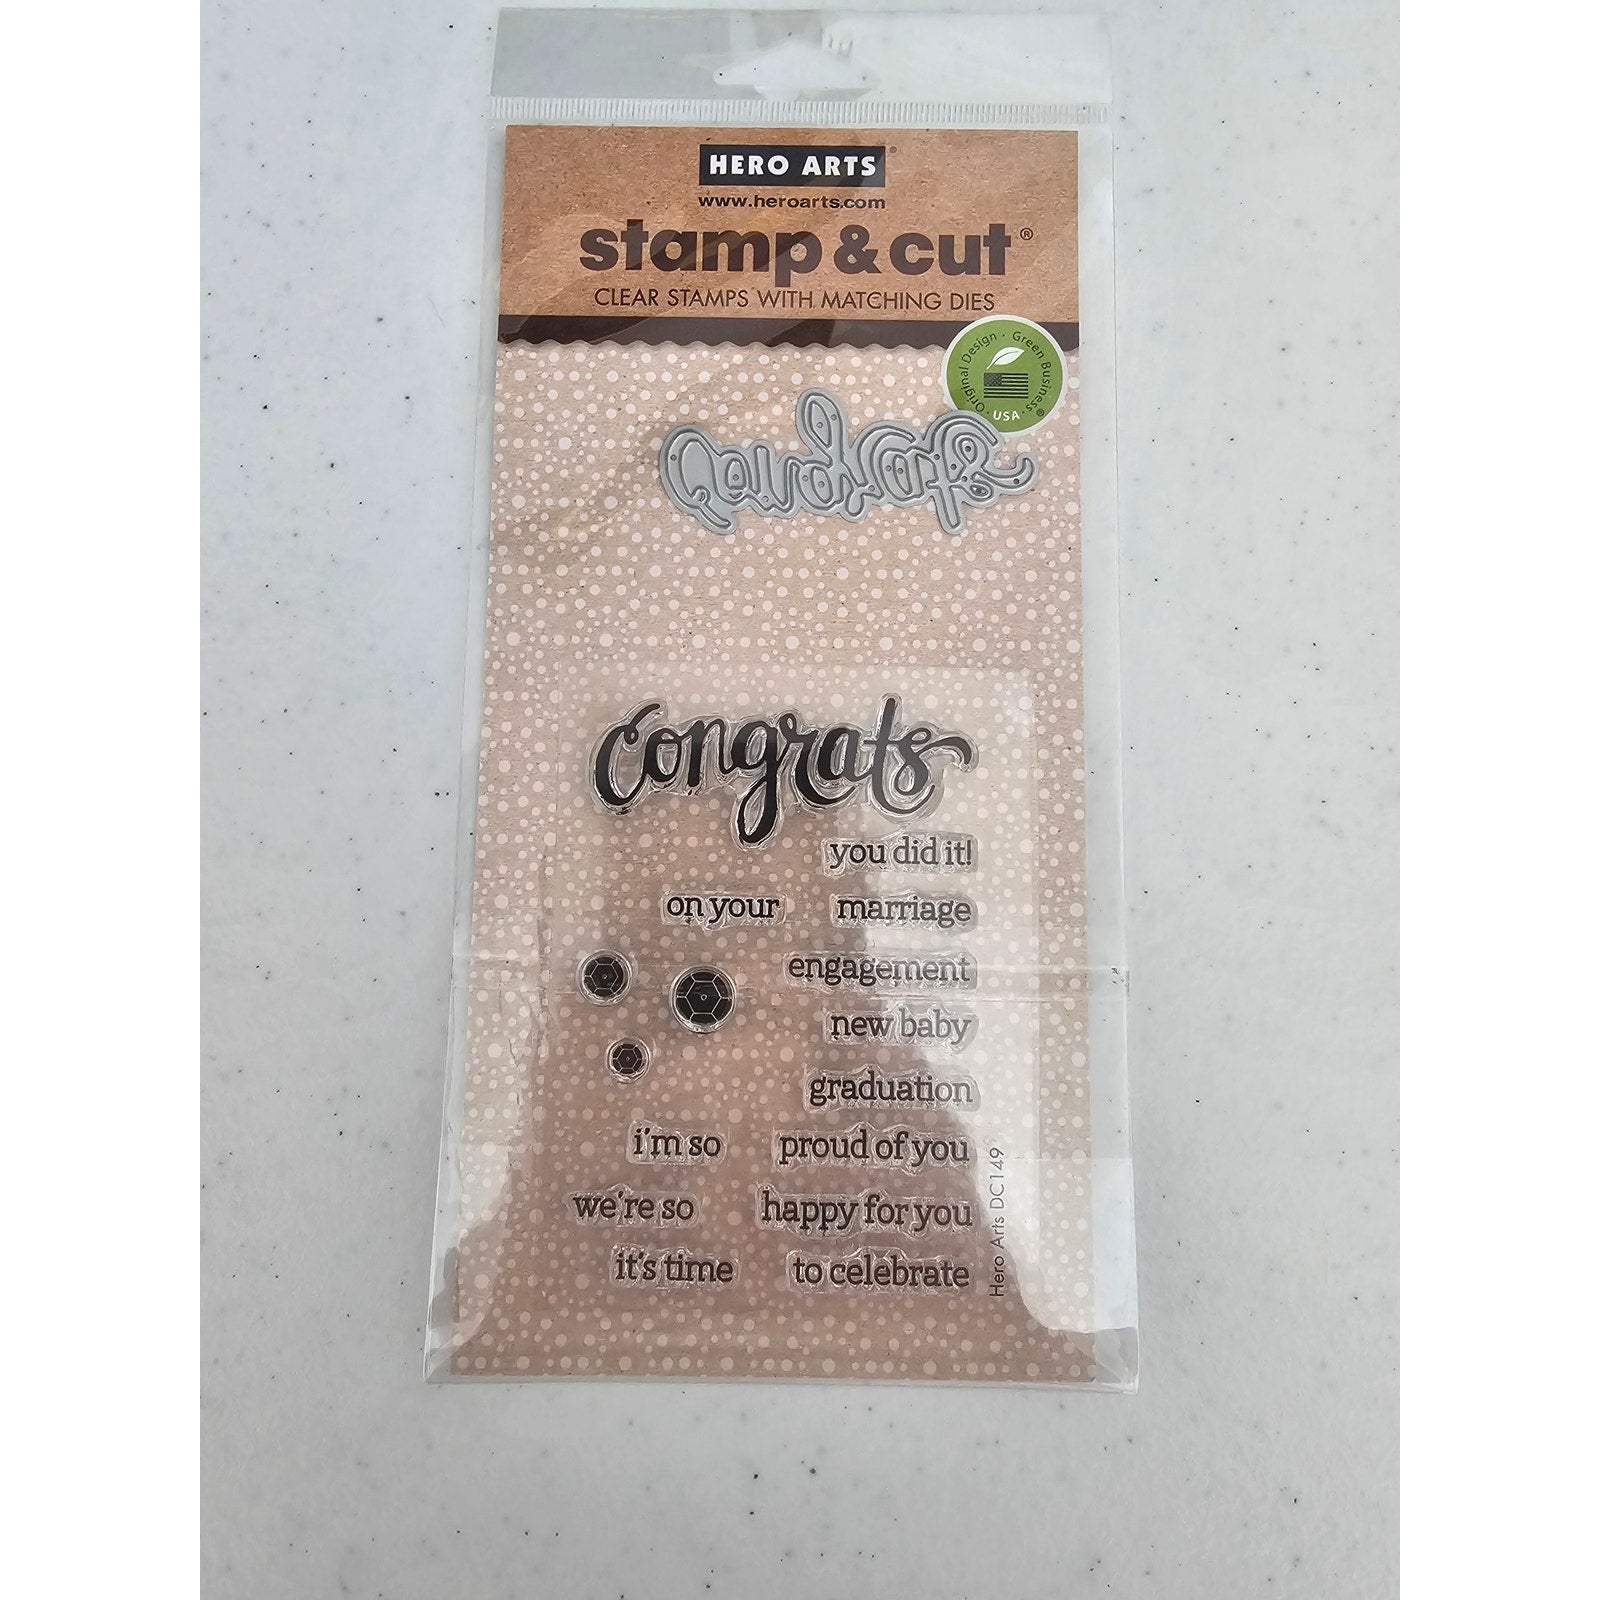 HERO ARTS®
www.heroarts.com
stamp & cut®
CLEAR STAMPS WITH MATCHING DIES
Original Design · Green Business® · USA ·
congrats
congrats
you did it!
on your marriage
engagement
new baby
graduation
i'm so proud of you
we're so happy for you
it's time to celebrate
Hero Arts DC149